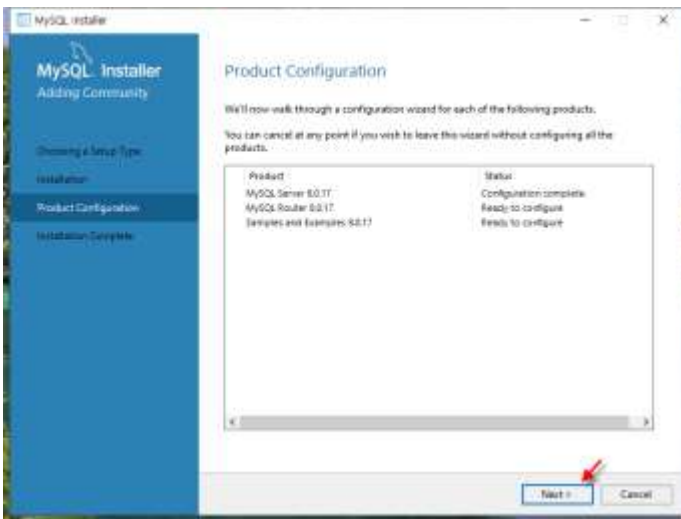 MySQL Installer
MySQL Installer
Adding Community
Choosing a Setup Type
Installation
Product Configuration
Installation Complete
Product Configuration
We'll now walk through a configuration wizard for each of the following products.
You can cancel at any point if you wish to leave this wizard without configuring all the
products.
Product Status
MySQL Server 8.0.17 Configuration complete
MySQL Router 8.0.17 Ready to configure
Samples and Examples 8.0.17 Ready to configure
Next > Cancel